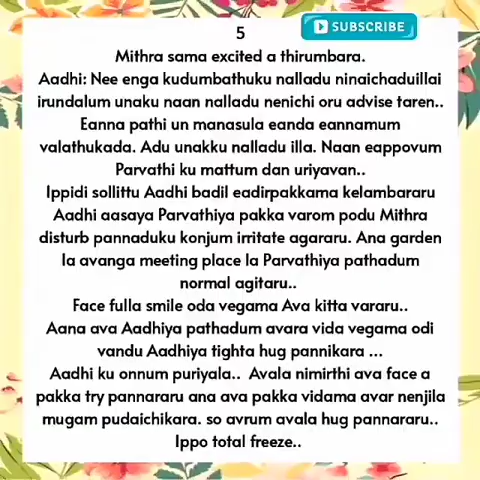 5
SUBSCRIBE
Mithra sama excited a thirumbara.
Aadhi: Nee enga kudumbathuku nalladu ninaichaduillai
irundalum unaku naan nalladu nenichi oru advise taren..
Eanna pathi un manasula eanda eannamum
valathukada. Adu unakku nalladu illa. Naan eappovum
Parvathi ku mattum dan uriyavan..
Ippidi sollittu Aadhi badil eadirpakkama kelambararu
Aadhi aasaya Parvathiya pakka varom podu Mithra
disturb pannaduku konjum irritate agararu. Ana garden
la avanga meeting place la Parvathiya pathadum
normal agitaru..
Face fulla smile oda vegama Ava kitta vararu..
Aana ava Aadhiya pathadum avara vida vegama odi
vandu Aadhiya tighta hug pannikara ...
Aadhi ku onnum puriyala.. Avala nimirthi ava face a
pakka try pannararu ana ava pakka vidama avar nenjila
mugam pudaichikara. so avrum avala hug pannararu..
Ippo total freeze..